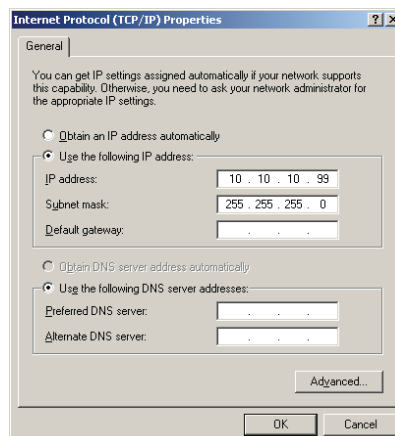 Internet Protocol (TCP/IP) Properties
General
You can get IP settings assigned automatically if your network supports
this capability. Otherwise, you need to ask your network administrator for
the appropriate IP settings.
Obtain an IP address automatically
Use the following IP address:
IP address: 10 . 10 . 10 . 99
Subnet mask: 255 . 255 . 255 . 0
Default gateway: . . .
Obtain DNS server address automatically
Use the following DNS server addresses:
Preferred DNS server: . . .
Alternate DNS server: . . .
Advanced...
OK Cancel